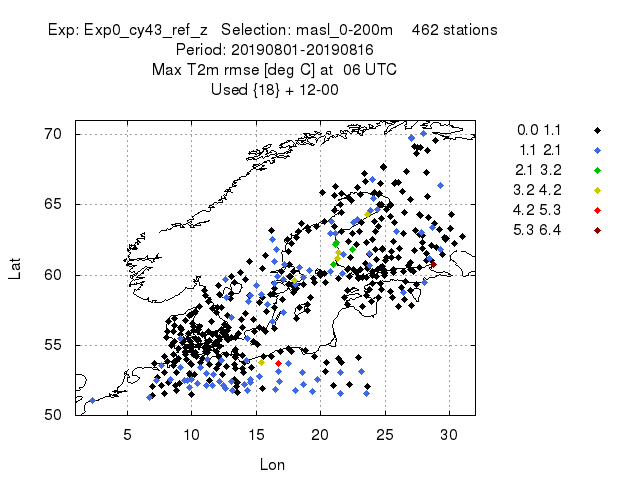 Exp: Exp0_cy43_ref_z Selection: masl_0-200m 462 stations
Period: 20190801-20190816
Max T2m rmse [deg C] at 06 UTC
Used {18} + 12-00
0.0 1.1
1.1 2.1
2.1 3.2
3.2 4.2
4.2 5.3
5.3 6.4
70
65
60
55
50
Lat
5 10 15 20 25 30
Lon